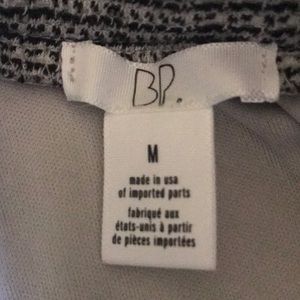 BP.
M
made in usa
of imported parts
fabriqué aux
états-unis à partir
de pièces importées